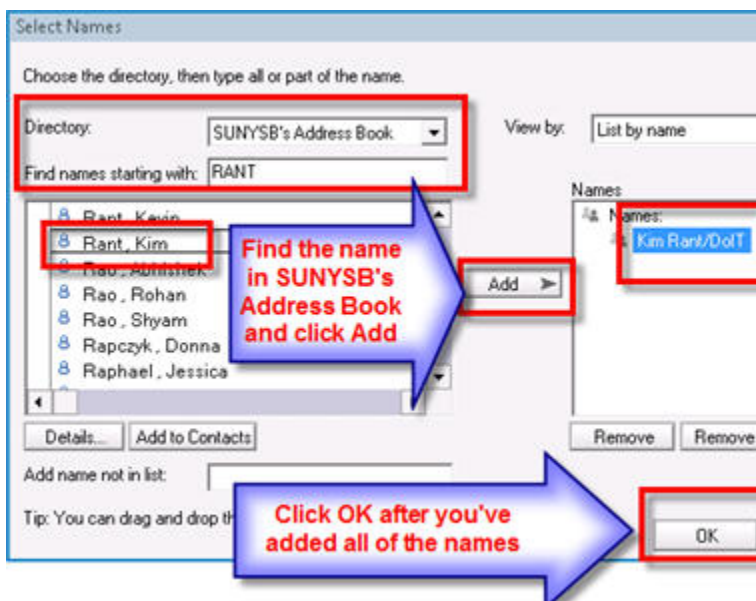 Select Names
Choose the directory, then type all or part of the name.
Directory:
SUNYSB's Address Book
View by:
List by name
Find names starting with:
RANT
Names
Rant, Kevin
Names:
Rant, Kim
Kim Rant/DoIT
Rao, Abhishek
Rao, Rohan
Rao, Shyam
Rapczyk, Donna
Raphael, Jessica
Find the name
in SUNYSB's
Address Book
and click Add
Add
Details...
Add to Contacts
Remove
Remove
Add name not in list:
Tip: You can drag and drop
Click OK after you've
added all of the names
OK